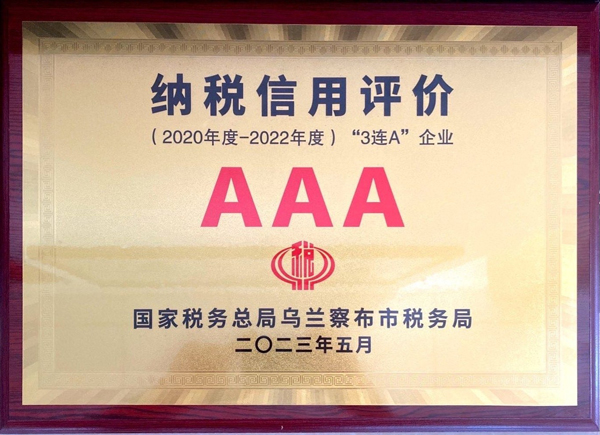 纳税信用评价
（2020年度-2022年度）“3连A”企业
AAA
税
国家税务总局乌兰察布市税务局
二〇二三年五月